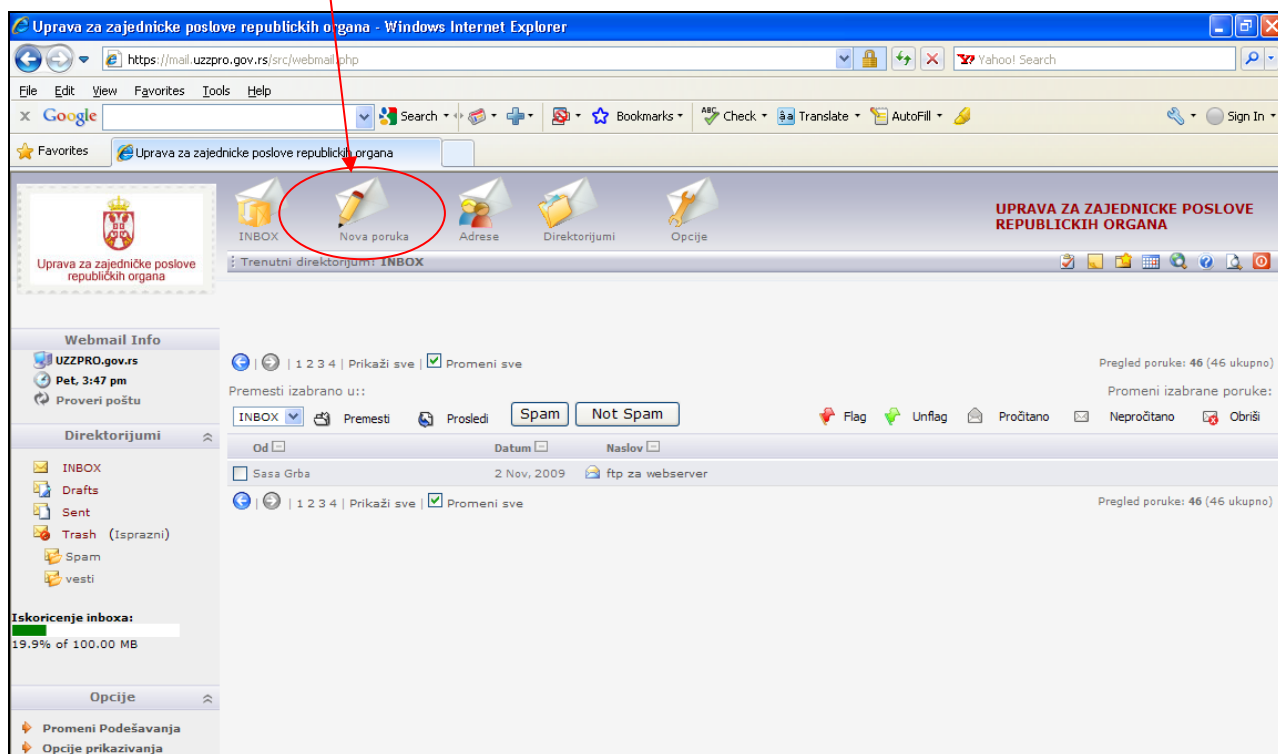 Uprava za zajednicke poslove republickih organa - Windows Internet Explorer
https://mail.uzzpro.gov.rs/src/webmail.php
Yahoo! Search
File Edit View Favorites Tools Help
x Google Search Bookmarks Check Translate AutoFill Sign In
Favorites Uprava za zajednicke poslove republickih organa
Uprava za zajedničke poslove
republičkih organa
INBOX Nova poruka Adrese Direktorijumi Opcije
UPRAVA ZA ZAJEDNICKE POSLOVE
REPUBLICKIH ORGANA
Trenutni direktorijum: INBOX
Webmail Info
UZZPRO.gov.rs
Pet, 3:47 pm
Proveri poštu
Direktorijumi
INBOX
Drafts
Sent
Trash (Isprazni)
Spam
vesti
Iskoricenje inboxa:
19.9% of 100.00 MB
Opcije
Promeni Podešavanja
Opcije prikazivanja
| | 1 2 3 4 | Prikaži sve | Promeni sve
Pregled poruke: 46 (46 ukupno)
Premesti izabrano u::
Promeni izabrane poruke:
INBOX Premesti Prosledi Spam Not Spam Flag Unflag Pročitano Nepročitano Obriši
Od Datum Naslov
Sasa Grba 2 Nov, 2009 ftp za webserver
| | 1 2 3 4 | Prikaži sve | Promeni sve
Pregled poruke: 46 (46 ukupno)